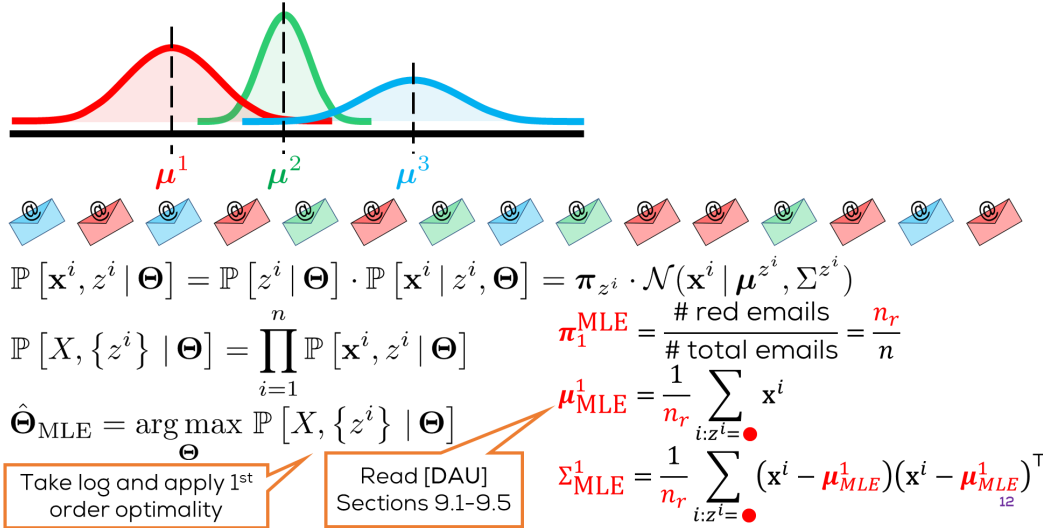 μ¹ μ² μ³
@ @ @ @ @ @ @ @ @ @ @ @ @ @ @
ℙ[𝐱ⁱ, zⁱ | 𝚯] = ℙ[zⁱ | 𝚯] · ℙ[𝐱ⁱ | zⁱ, 𝚯] = π_{zⁱ} · 𝒩(𝐱ⁱ | μ^{zⁱ}, Σ^{zⁱ})
ℙ[X, {zⁱ} | 𝚯] = ∏_{i=1}^{n} ℙ[𝐱ⁱ, zⁱ | 𝚯]
𝚯̂_MLE = arg max_𝚯 ℙ[X, {zⁱ} | 𝚯]
Take log and apply 1st
order optimality
Read [DAU]
Sections 9.1-9.5
π₁^MLE = # red emails / # total emails = n_r / n
μ¹_MLE = 1/n_r ∑_{i:zⁱ=●} 𝐱ⁱ
Σ¹_MLE = 1/n_r ∑_{i:zⁱ=●} (𝐱ⁱ − μ¹_MLE)(𝐱ⁱ − μ¹_MLE)^⊤
12